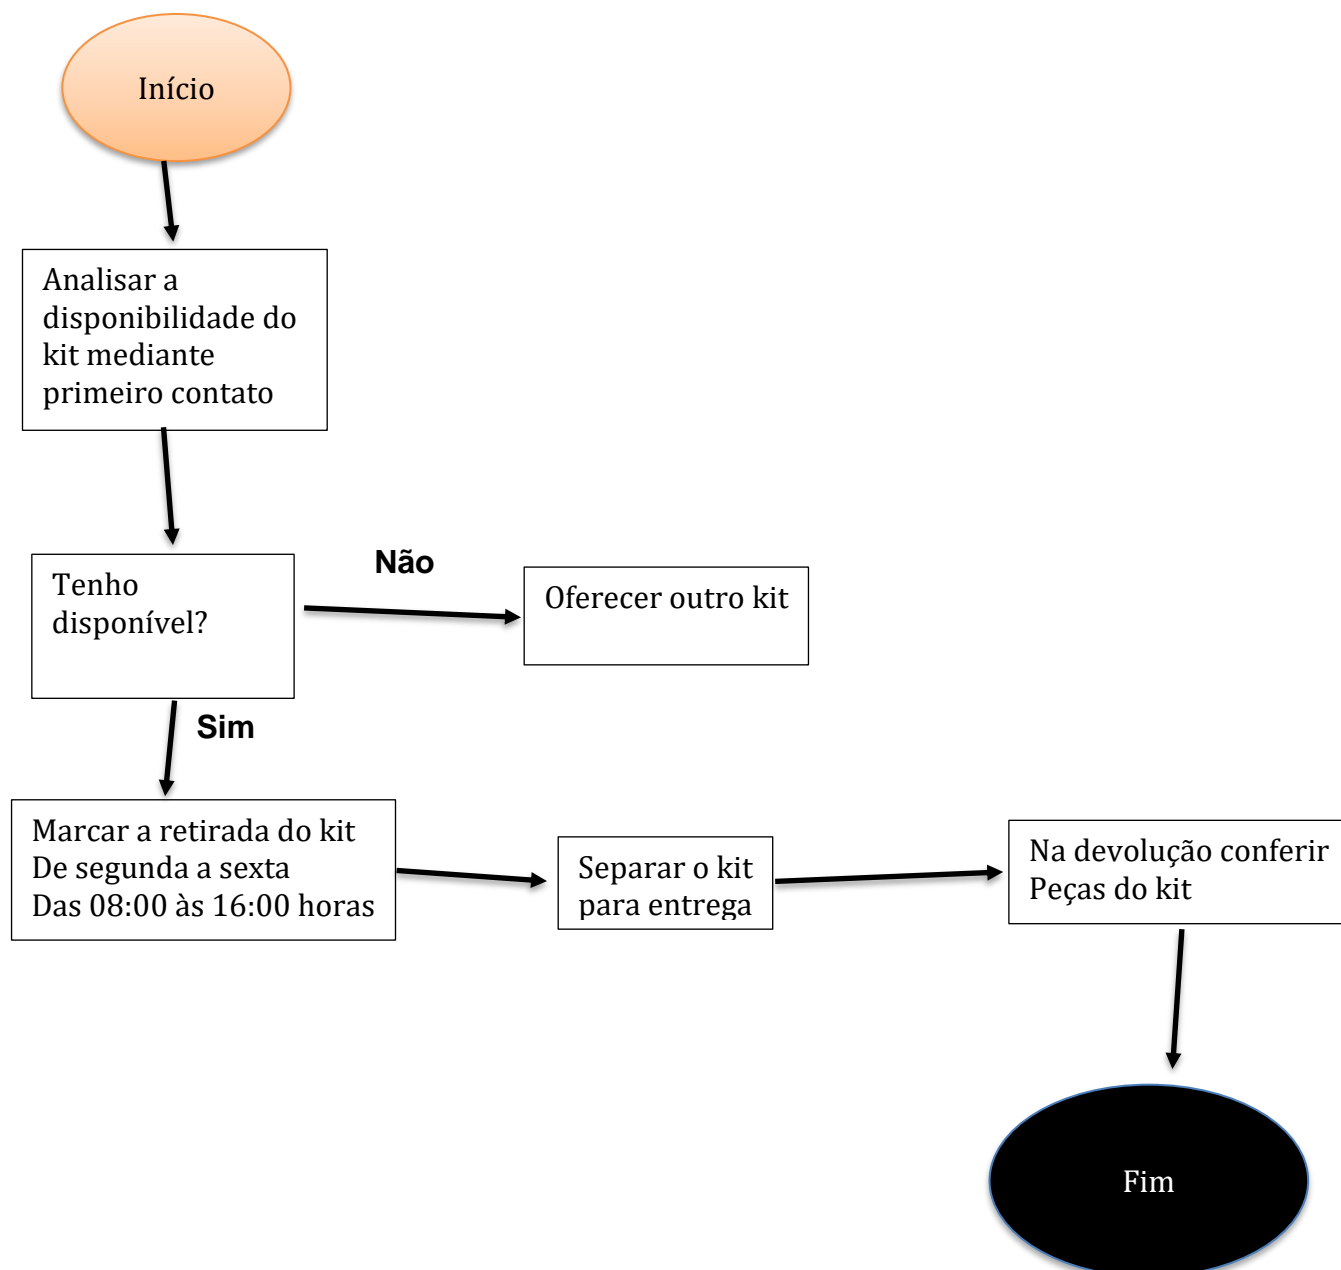 Início
Analisar a
disponibilidade do
kit mediante
primeiro contato
Tenho
disponível?
Não
Oferecer outro kit
Sim
Marcar a retirada do kit
De segunda a sexta
Das 08:00 às 16:00 horas
Separar o kit
para entrega
Na devolução conferir
Peças do kit
Fim